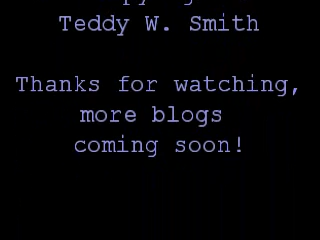 Teddy W. Smith
Thanks for watching,
more blogs
coming soon!